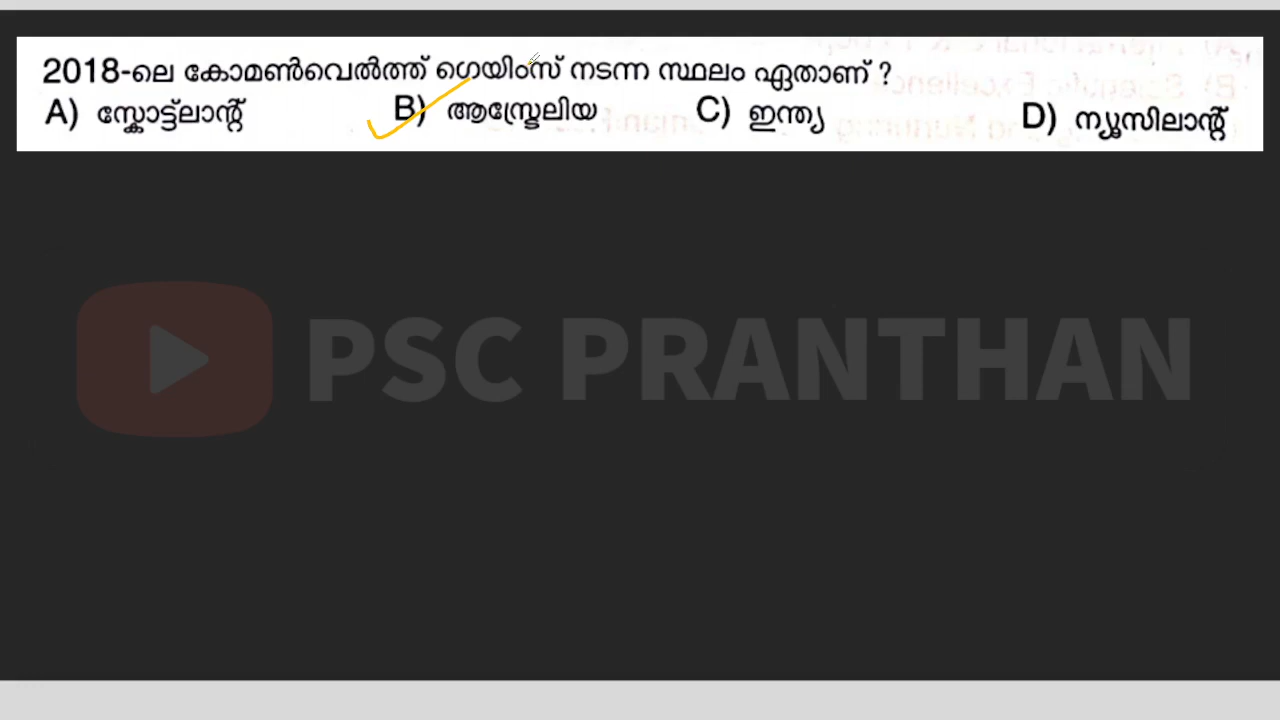 2018-ലെ കോമൺവെൽത്ത് ഗെയിംസ് നടന്ന സ്ഥലം ഏതാണ് ?
A) സ്കോട്ട്ലാന്റ് B) ആസ്ട്രേലിയ C) ഇന്ത്യ D) ന്യൂസിലാന്റ്
PSC PRANTHAN